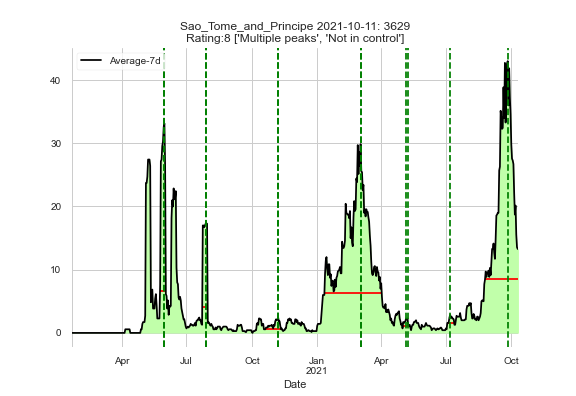 Sao_Tome_and_Principe 2021-10-11: 3629
Rating:8 ['Multiple peaks', 'Not in control']
Average-7d
40
30
20
10
0
Apr Jul Oct Jan Apr Jul Oct
2021
Date